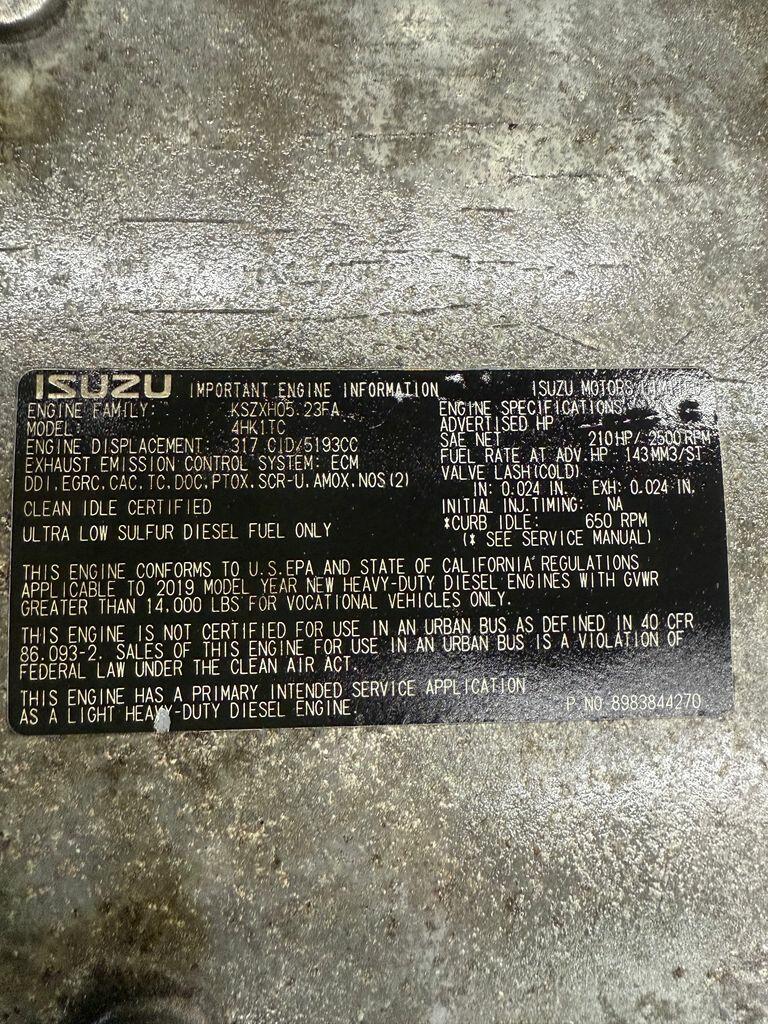 ISUZU IMPORTANT ENGINE INFORMATION ISUZU MOTORS LIMITED
ENGINE FAMILY: KSZXH05.23FA
MODEL: 4HK1TC
ENGINE DISPLACEMENT: 317 CID/5193CC
EXHAUST EMISSION CONTROL SYSTEM: ECM
DDI,EGRC,CAC,TC,DOC,PTOX,SCR-U,AMOX,NOS(2)
CLEAN IDLE CERTIFIED
ULTRA LOW SULFUR DIESEL FUEL ONLY
ENGINE SPECIFICATIONS
ADVERTISED HP
SAE NET 210HP/2500RPM
FUEL RATE AT ADV.HP 143MM3/ST
VALVE LASH(COLD)
IN: 0.024 IN. EXH: 0.024 IN.
INITIAL INJ.TIMING: NA
*CURB IDLE: 650 RPM
(* SEE SERVICE MANUAL)
THIS ENGINE CONFORMS TO U.S.EPA AND STATE OF CALIFORNIA REGULATIONS
APPLICABLE TO 2019 MODEL YEAR NEW HEAVY-DUTY DIESEL ENGINES WITH GVWR
GREATER THAN 14,000 LBS FOR VOCATIONAL VEHICLES ONLY.
THIS ENGINE IS NOT CERTIFIED FOR USE IN AN URBAN BUS AS DEFINED IN 40 CFR
86.093-2. SALES OF THIS ENGINE FOR USE IN AN URBAN BUS IS A VIOLATION OF
FEDERAL LAW UNDER THE CLEAN AIR ACT.
THIS ENGINE HAS A PRIMARY INTENDED SERVICE APPLICATION
AS A LIGHT HEAVY-DUTY DIESEL ENGINE.
P.NO 8983844270